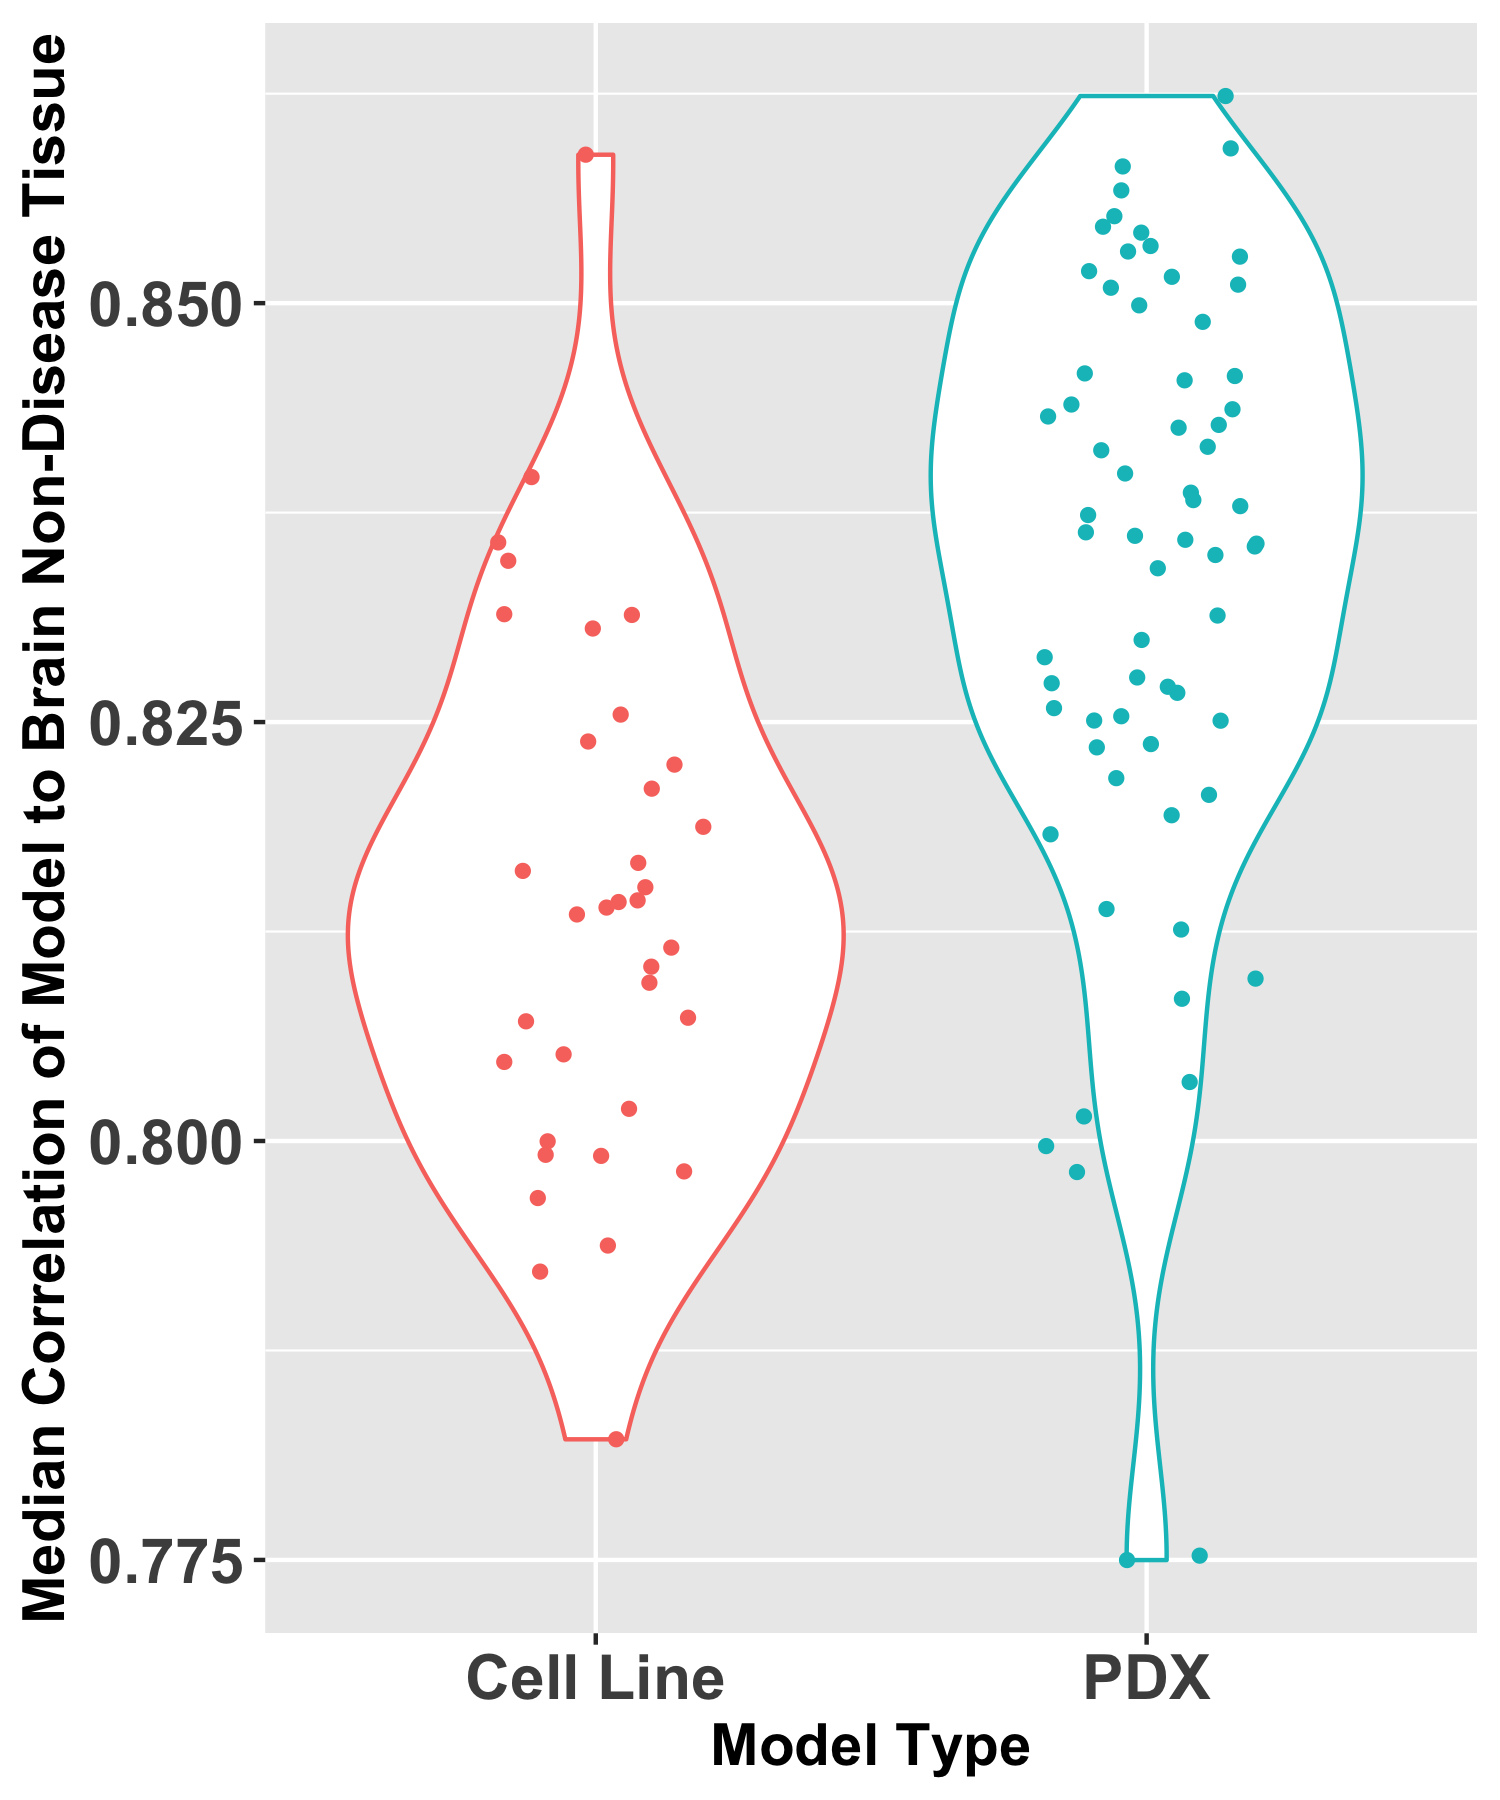 Median Correlation of Model to Brain Non-Disease Tissue
0.850
0.825
0.800
0.775
Cell Line
PDX
Model Type